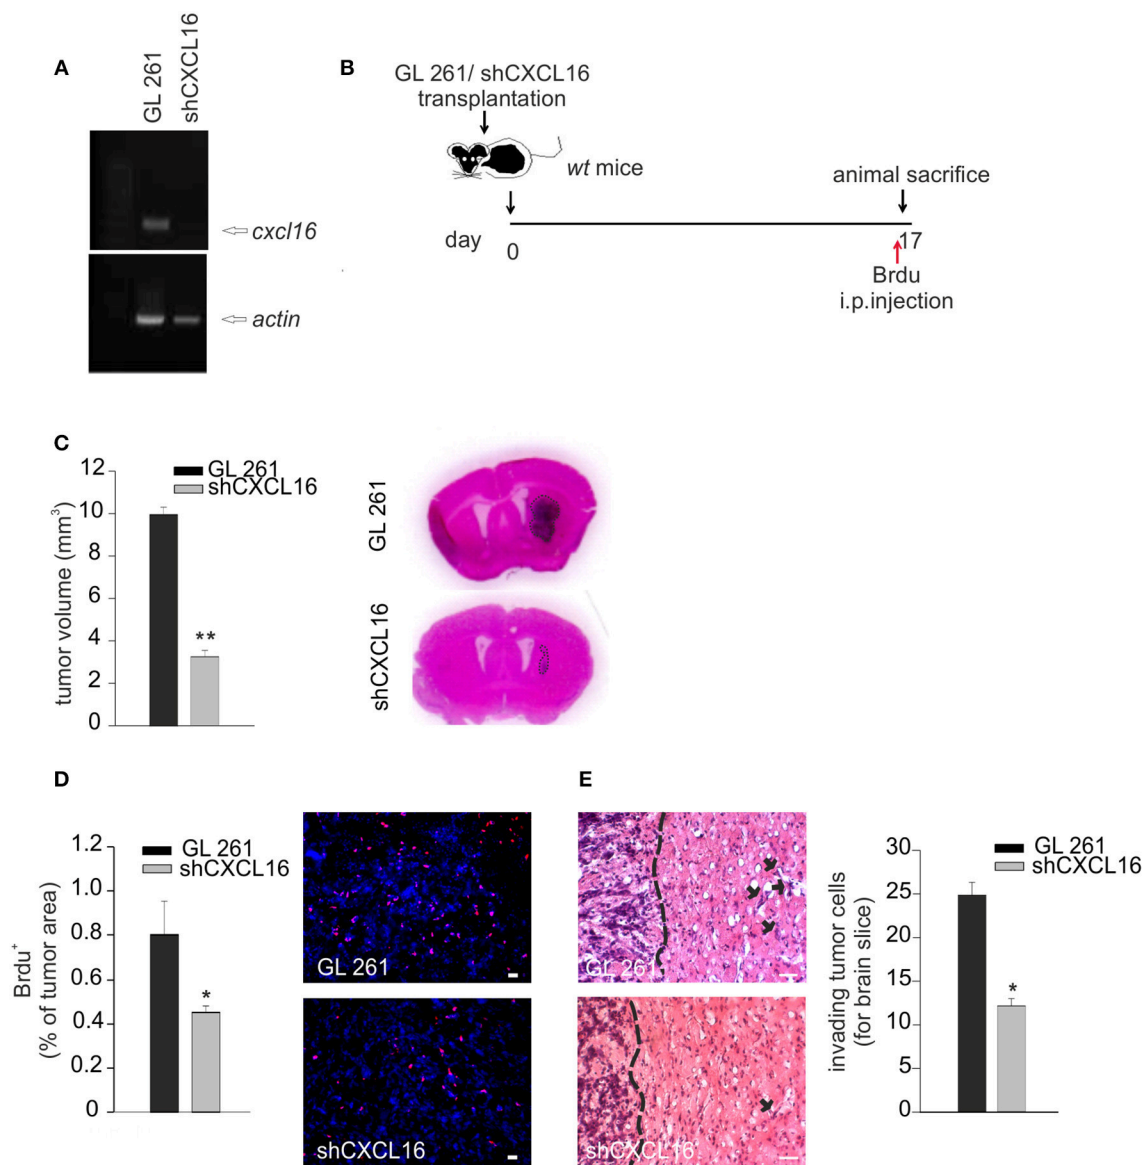 A
GL 261
shCXCL16
cxcl16
actin
B
GL 261/ shCXCL16
transplantation
wt mice
animal sacrifice
day
0
17
Brdu
i.p.injection
C
GL 261
shCXCL16
12
10
8
6
4
2
0
tumor volume (mm³)
**
GL 261
shCXCL16
D
GL 261
shCXCL16
1.2
1.0
0.8
0.6
0.4
0.2
0
Brdu⁺
(% of tumor area)
*
GL 261
shCXCL16
E
GL 261
shCXCL16
GL 261
shCXCL16
30
25
20
15
12
10
5
0
invading tumor cells
(for brain slice)
*